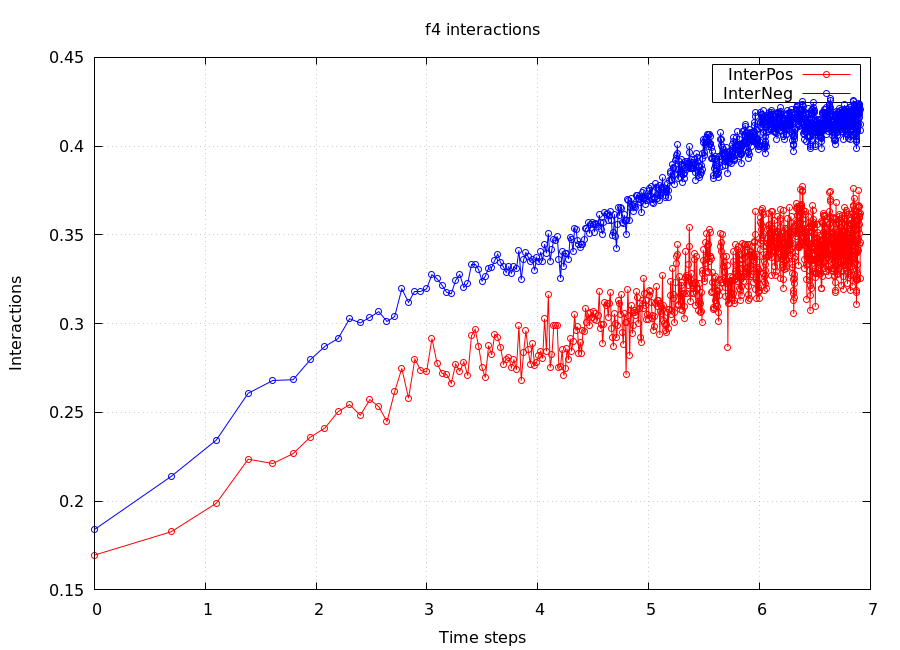 f4 interactions
0.45
0.4
0.35
0.3
0.25
0.2
0.15
Interactions
InterPos
InterNeg
0 1 2 3 4 5 6 7
Time steps